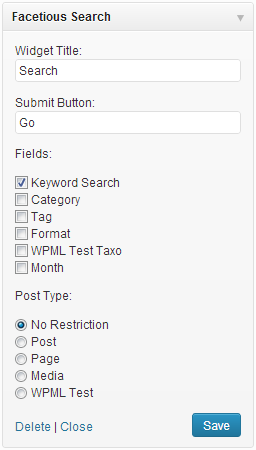 Facetious Search
Widget Title:
Search
Submit Button:
Go
Fields:
Keyword Search
Category
Tag
Format
WPML Test Taxo
Month
Post Type:
No Restriction
Post
Page
Media
WPML Test
Delete | Close
Save